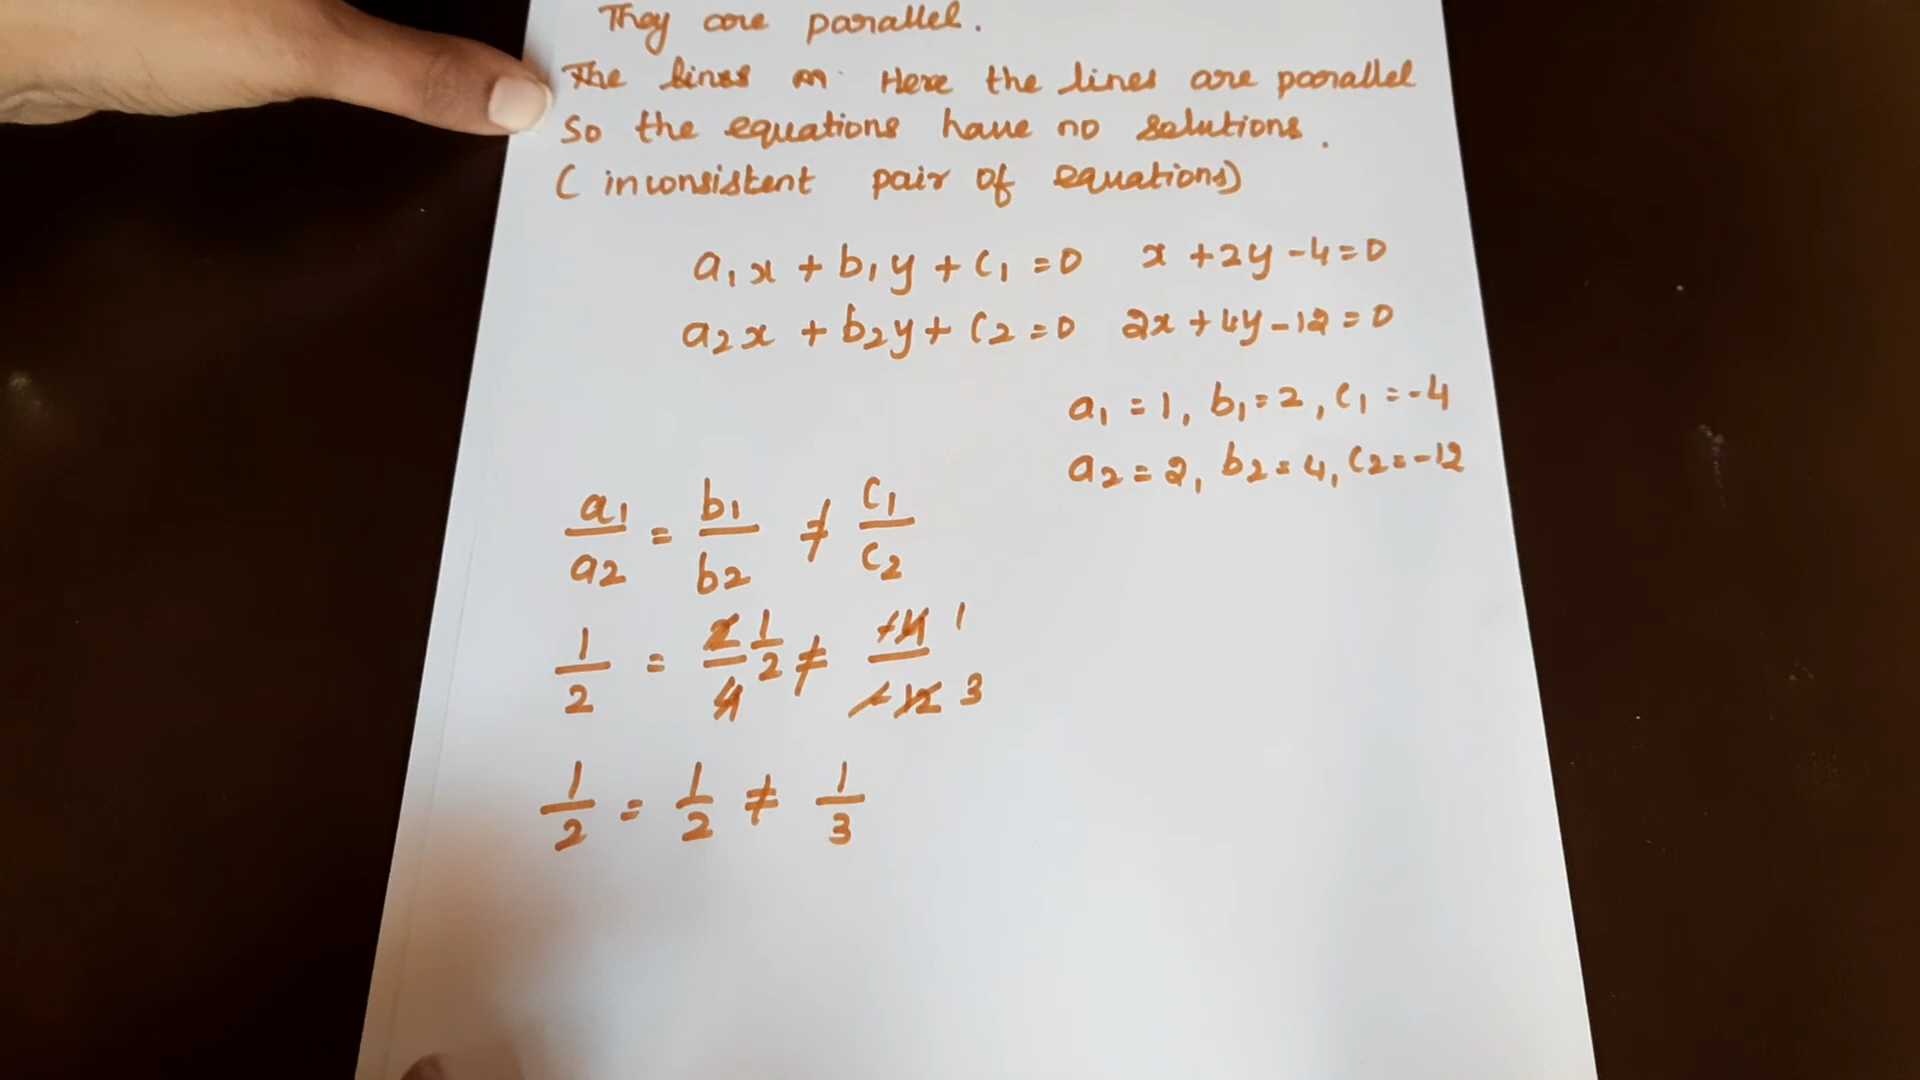 They are parallel.
The lines Here the lines are parallel
So the equations have no solutions.
(inconsistent pair of equations)
a₁x + b₁y + c₁ = 0 x + 2y - 4 = 0
a₂x + b₂y + c₂ = 0 2x + 4y - 12 = 0
a₁ = 1, b₁ = 2, c₁ = -4
a₂ = 2, b₂ = 4, c₂ = -12
a₁/a₂ = b₁/b₂ ≠ c₁/c₂
1/2 = 2/4 1/2 ≠ -4/-12 1 3
1/2 = 1/2 ≠ 1/3